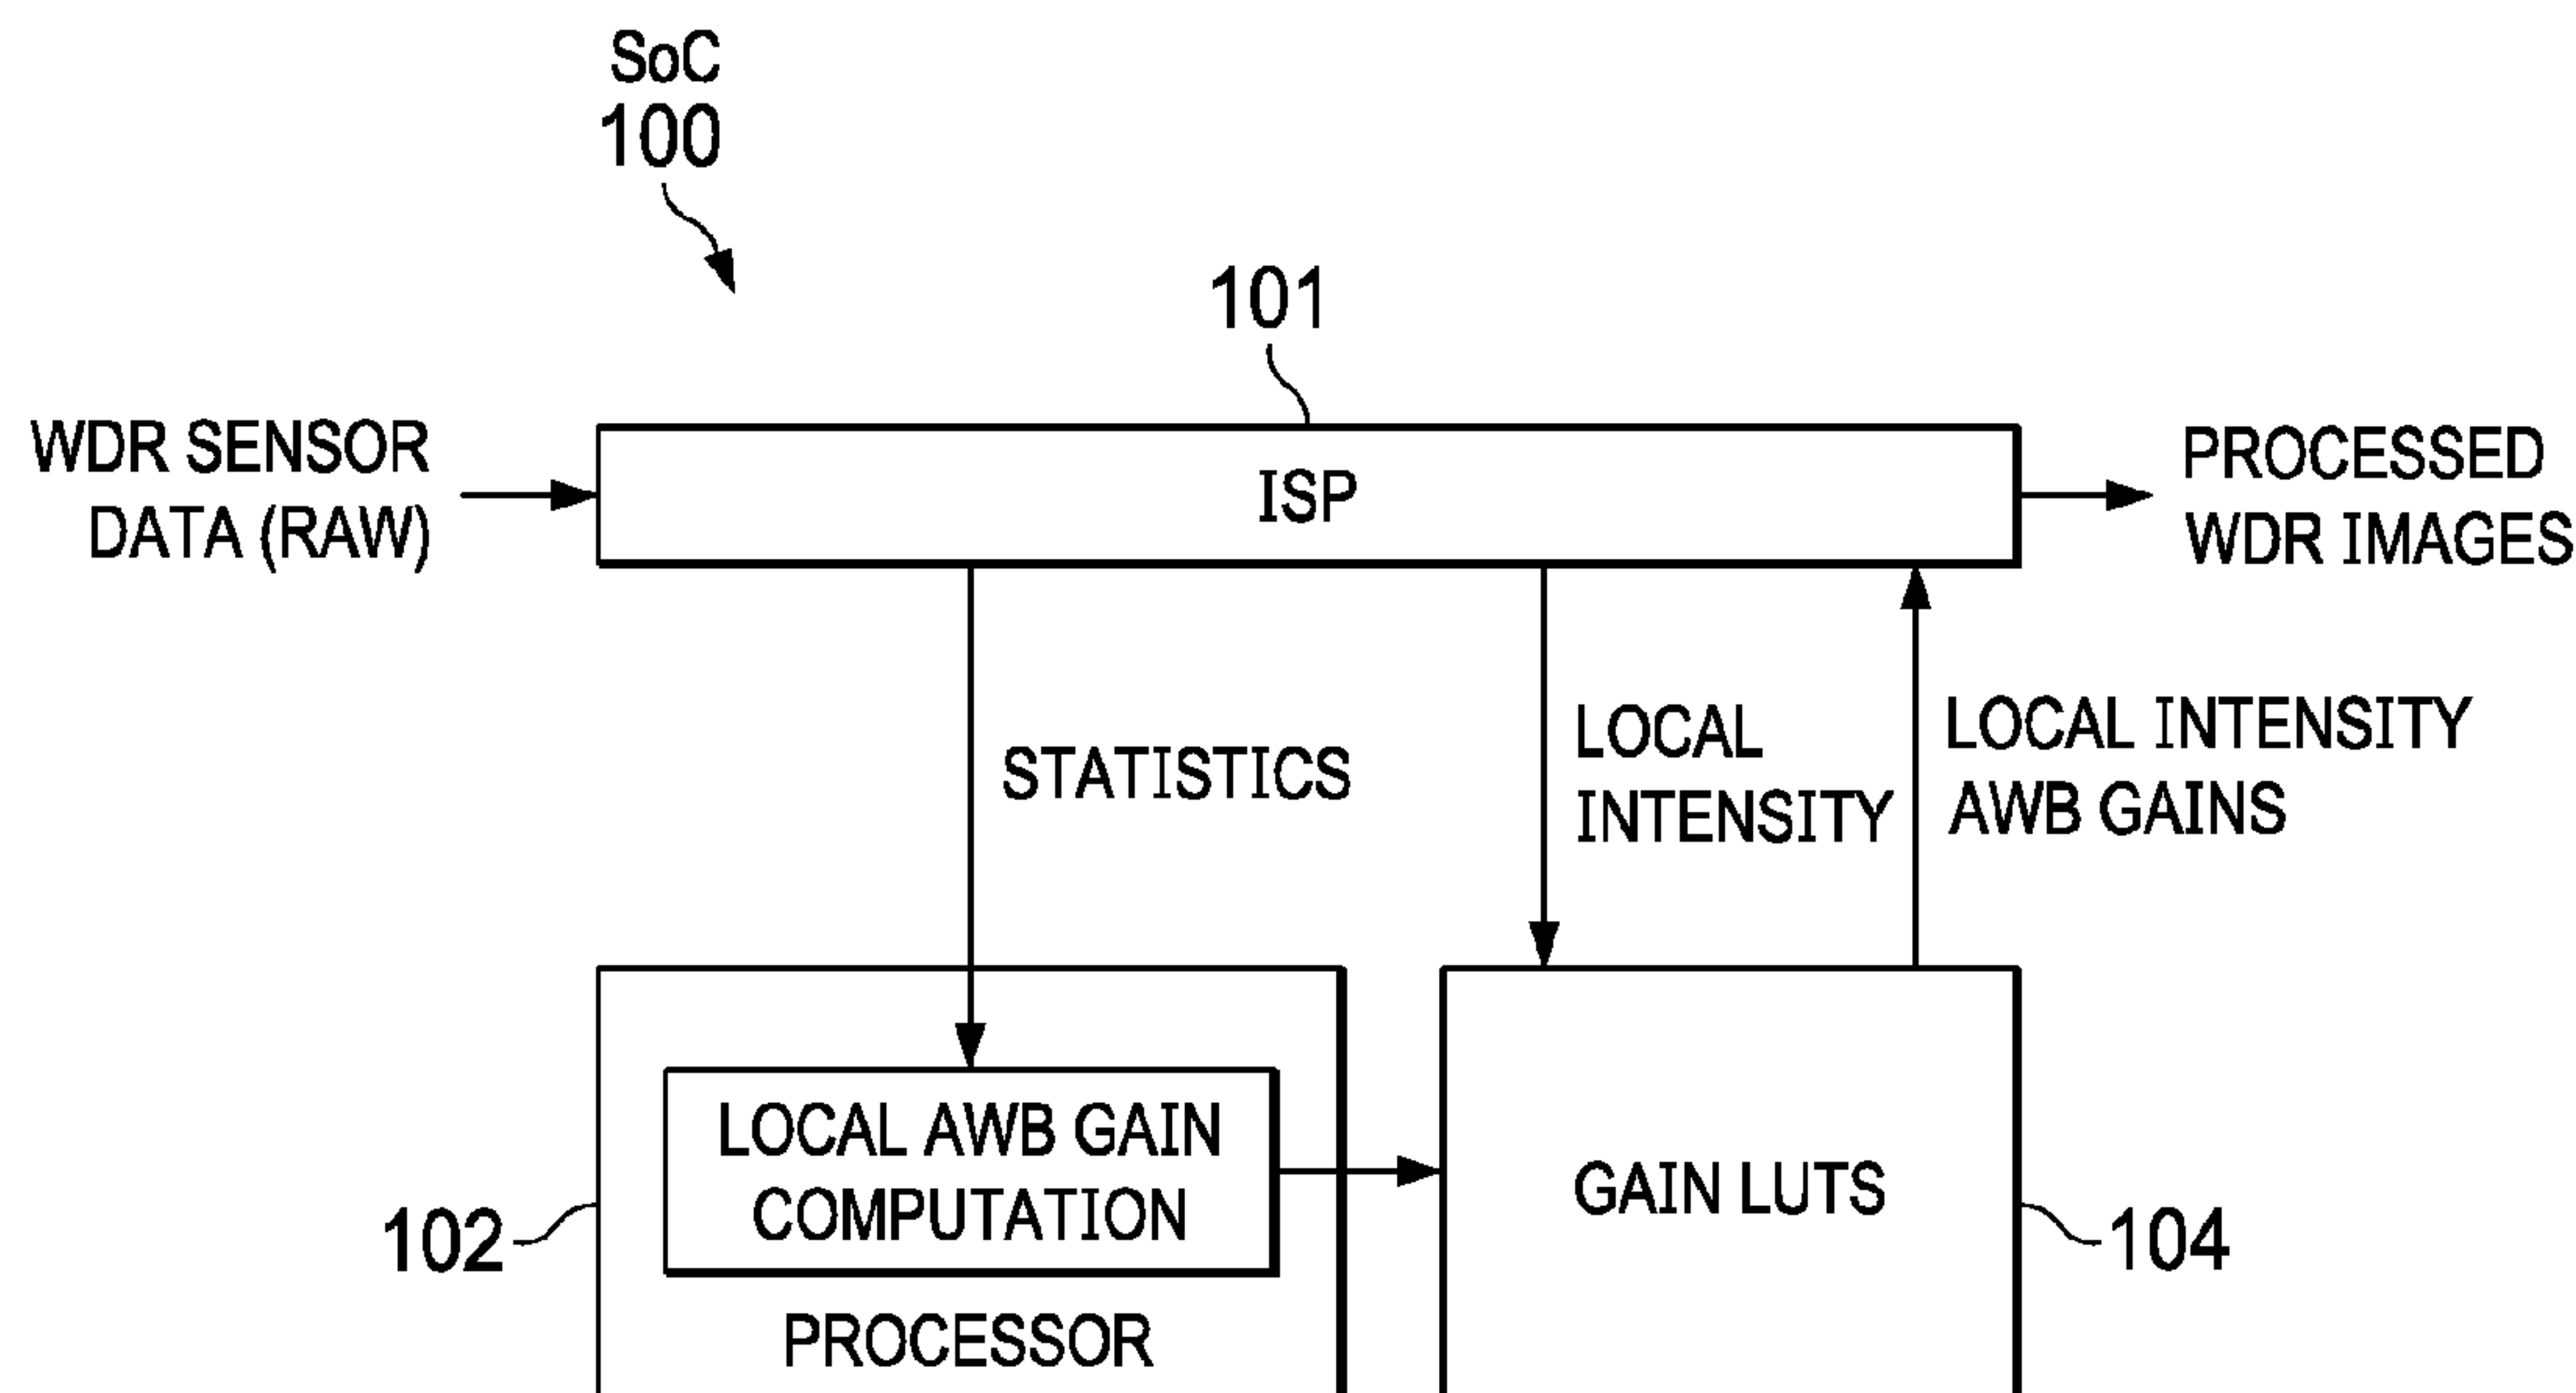 SoC
100
101
WDR SENSOR
DATA (RAW)
ISP
PROCESSED
WDR IMAGES
STATISTICS
LOCAL
INTENSITY
LOCAL INTENSITY
AWB GAINS
LOCAL AWB GAIN
COMPUTATION
PROCESSOR
102
GAIN LUTS
104